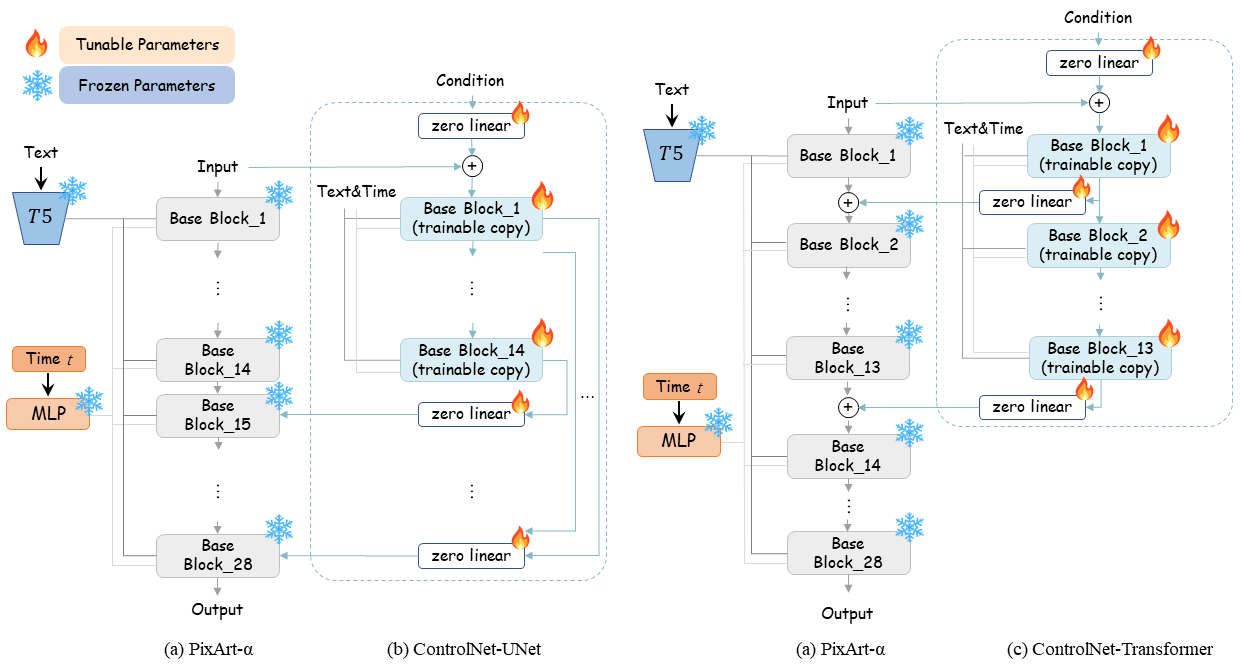 Tunable Parameters
Frozen Parameters
Text
T5
Time t
MLP
Input
Base Block_1
⋮
Base
Block_14
Base
Block_15
⋮
Base
Block_28
Output
Condition
zero linear
+
Text&Time
Base Block_1
(trainable copy)
⋮
Base Block_14
(trainable copy)
zero linear
...
⋮
zero linear
(a) PixArt-α
(b) ControlNet-UNet
Text
T5
Time t
MLP
Input
Base Block_1
+
Base Block_2
⋮
Base
Block_13
+
Base
Block_14
⋮
Base
Block_28
Output
Condition
zero linear
+
Text&Time
Base Block_1
(trainable copy)
zero linear
Base Block_2
(trainable copy)
⋮
Base Block_13
(trainable copy)
zero linear
(a) PixArt-α
(c) ControlNet-Transformer